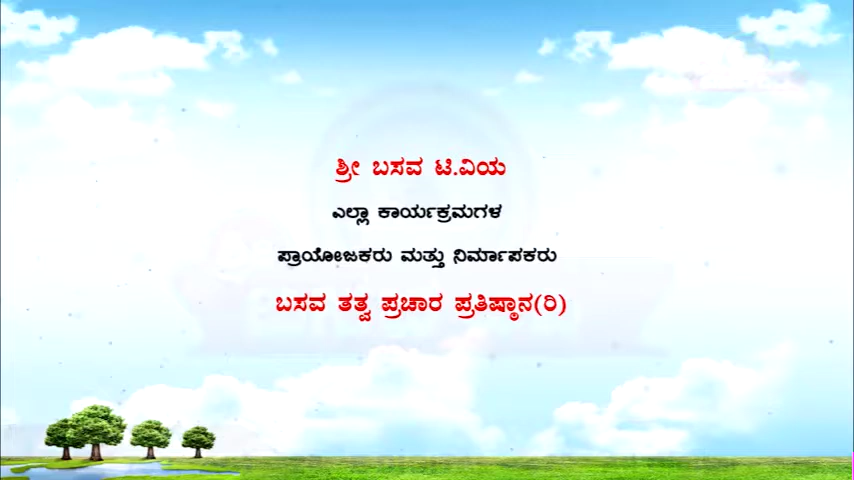 ಶ್ರೀ ಬಸವ ಟಿ.ವಿಯ
ಎಲ್ಲಾ ಕಾರ್ಯಕ್ರಮಗಳ
ಪ್ರಾಯೋಜಕರು ಮತ್ತು ನಿರ್ಮಾಪಕರು
ಬಸವ ತತ್ವ ಪ್ರಚಾರ ಪ್ರತಿಷ್ಠಾನ(ರಿ)